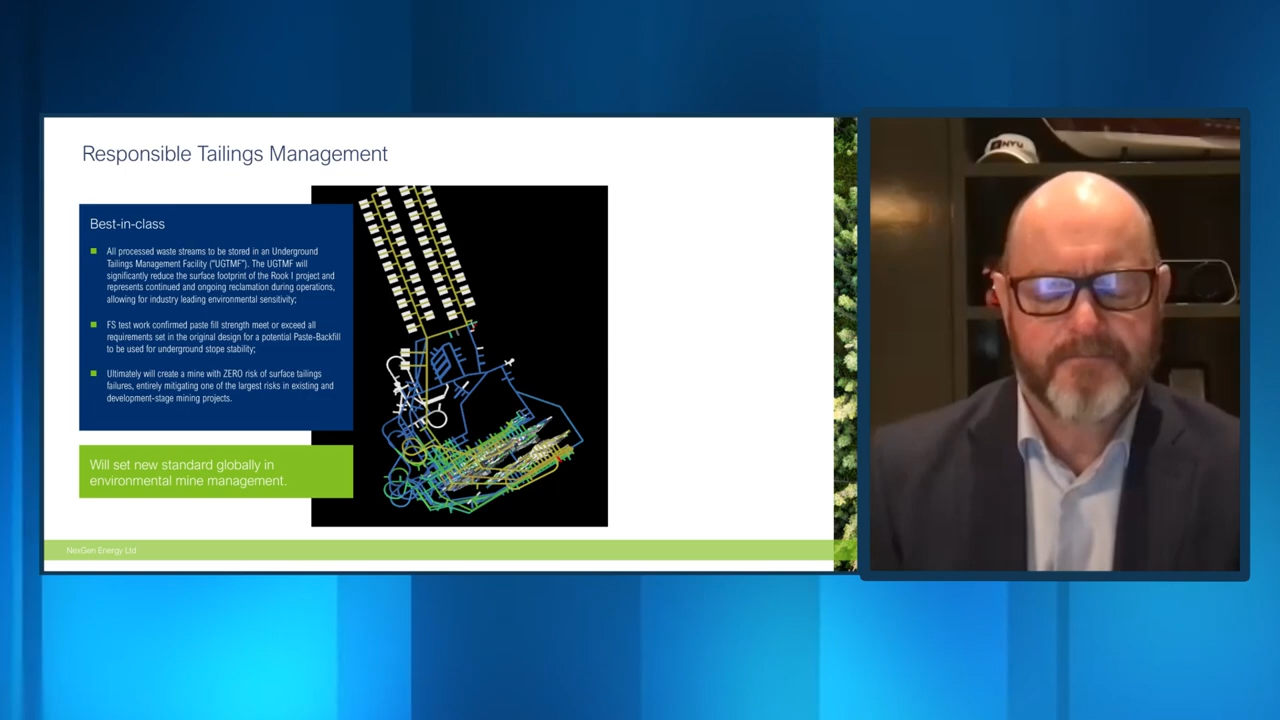 Responsible Tailings Management
Best-in-class
All processed waste streams to be stored in an Underground
Tailings Management Facility ("UGTMF"). The UGTMF will
significantly reduce the surface footprint of the Rook I project and
represents continued and ongoing reclamation during operations,
allowing for industry leading environmental sensitivity;
FS test work confirmed paste fill strength meet or exceed all
requirements set in the original design for a potential Paste-Backfill
to be used for underground stope stability;
Ultimately will create a mine with ZERO risk of surface tailings
failures, entirely mitigating one of the largest risks in existing and
development-stage mining projects.
Will set new standard globally in
environmental mine management.
NexGen Energy Ltd
NYU